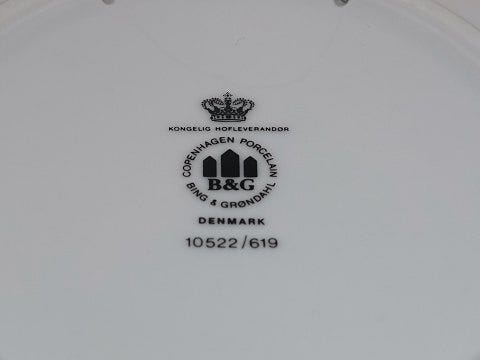 KONGELIG HOFLEVERANDØR
COPENHAGEN PORCELAIN
B&G
BING & GRØNDAHL
DENMARK
10522/619